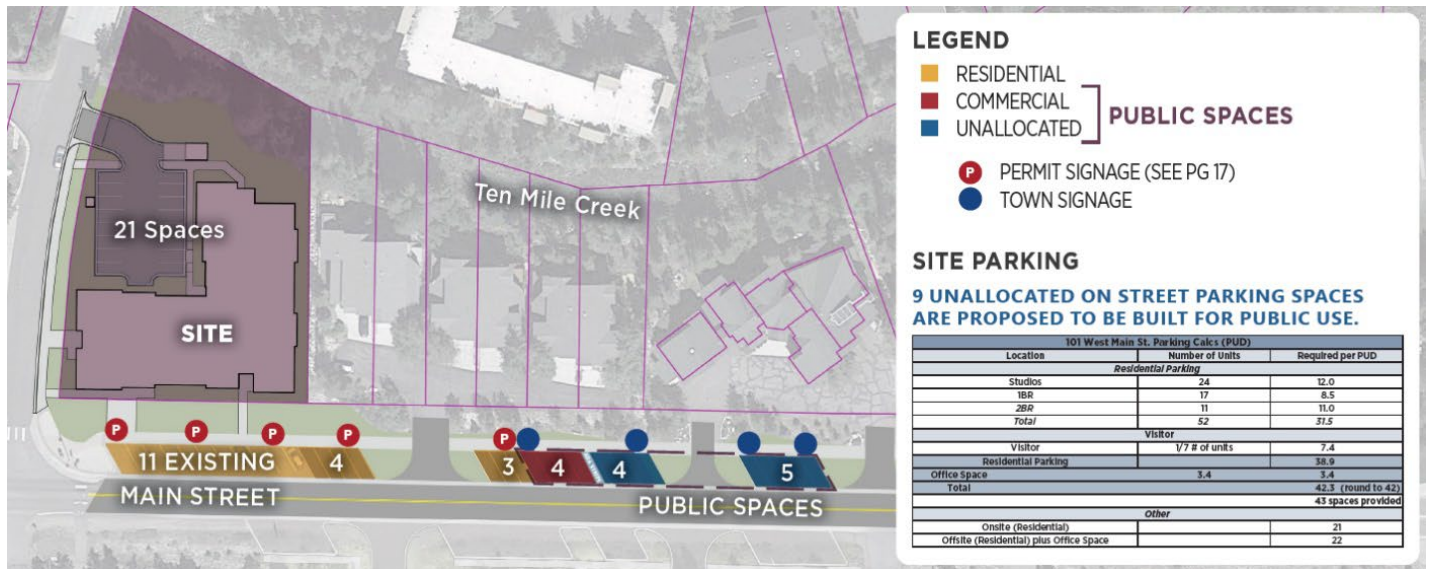 LEGEND
RESIDENTIAL
COMMERCIAL
UNALLOCATED
PUBLIC SPACES
P PERMIT SIGNAGE (SEE PG 17)
TOWN SIGNAGE
SITE PARKING
9 UNALLOCATED ON STREET PARKING SPACES
ARE PROPOSED TO BE BUILT FOR PUBLIC USE.
101 West Main St. Parking Calcs (PUD)
Location Number of Units Required per PUD
Residential Parking
Studios 24 12.0
1BR 17 8.5
2BR 11 11.0
Total 52 31.5
Visitor
Visitor 1/7 # of units 7.4
Residential Parking 38.9
Office Space 3.4 3.4
Total 42.3 (round to 42)
43 spaces provided
Other
Onsite (Residential) 21
Offsite (Residential) plus Office Space 22
Ten Mile Creek
21 Spaces
SITE
P P P P P
11 EXISTING 4 3 4 4 5
MAIN STREET PUBLIC SPACES